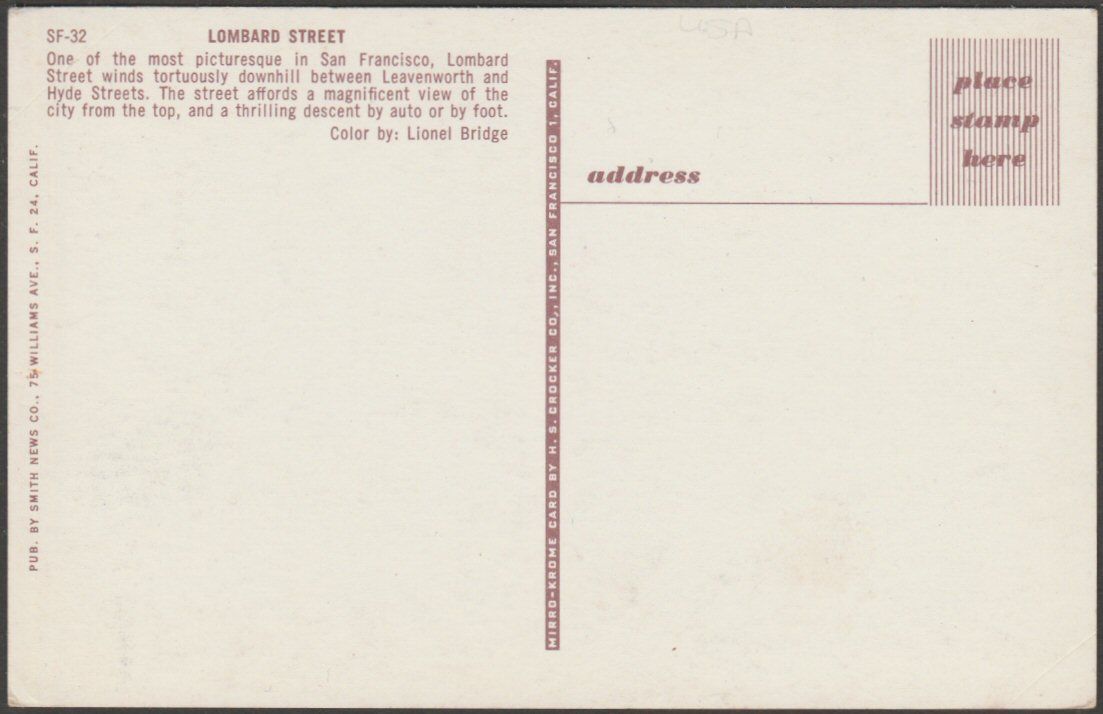 SF-32 LOMBARD STREET
One of the most picturesque in San Francisco, Lombard
Street winds tortuously downhill between Leavenworth and
Hyde Streets. The street affords a magnificent view of the
city from the top, and a thrilling descent by auto or by foot.
Color by: Lionel Bridge
PUB. BY SMITH NEWS CO., 75 WILLIAMS AVE., S. F. 24, CALIF.
MIRRO-KROME CARD BY H. S. CROCKER CO., INC., SAN FRANCISCO 1, CALIF.
address
place
stamp
here